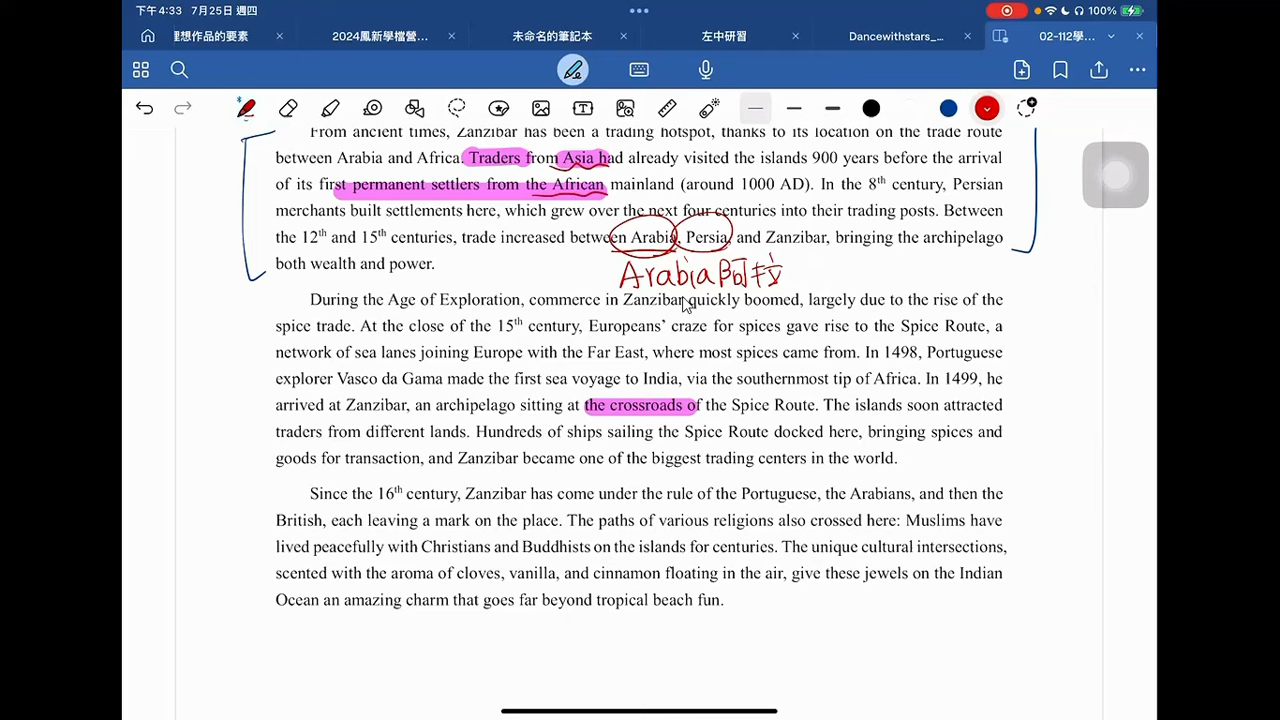 下午4:33 7月25日 週四
100%
理想作品的要素
2024鳳新學檔營...
未命名的筆記本
左中研習
Dancewithstars_...
02-112學...
From ancient times, Zanzibar has been a trading hotspot, thanks to its location on the trade route
between Arabia and Africa. Traders from Asia had already visited the islands 900 years before the arrival
of its first permanent settlers from the African mainland (around 1000 AD). In the 8th century, Persian
merchants built settlements here, which grew over the next four centuries into their trading posts. Between
the 12th and 15th centuries, trade increased between Arabia, Persia, and Zanzibar, bringing the archipelago
both wealth and power.
Arabia阿拉
During the Age of Exploration, commerce in Zanzibar quickly boomed, largely due to the rise of the
spice trade. At the close of the 15th century, Europeans’ craze for spices gave rise to the Spice Route, a
network of sea lanes joining Europe with the Far East, where most spices came from. In 1498, Portuguese
explorer Vasco da Gama made the first sea voyage to India, via the southernmost tip of Africa. In 1499, he
arrived at Zanzibar, an archipelago sitting at the crossroads of the Spice Route. The islands soon attracted
traders from different lands. Hundreds of ships sailing the Spice Route docked here, bringing spices and
goods for transaction, and Zanzibar became one of the biggest trading centers in the world.
Since the 16th century, Zanzibar has come under the rule of the Portuguese, the Arabians, and then the
British, each leaving a mark on the place. The paths of various religions also crossed here: Muslims have
lived peacefully with Christians and Buddhists on the islands for centuries. The unique cultural intersections,
scented with the aroma of cloves, vanilla, and cinnamon floating in the air, give these jewels on the Indian
Ocean an amazing charm that goes far beyond tropical beach fun.